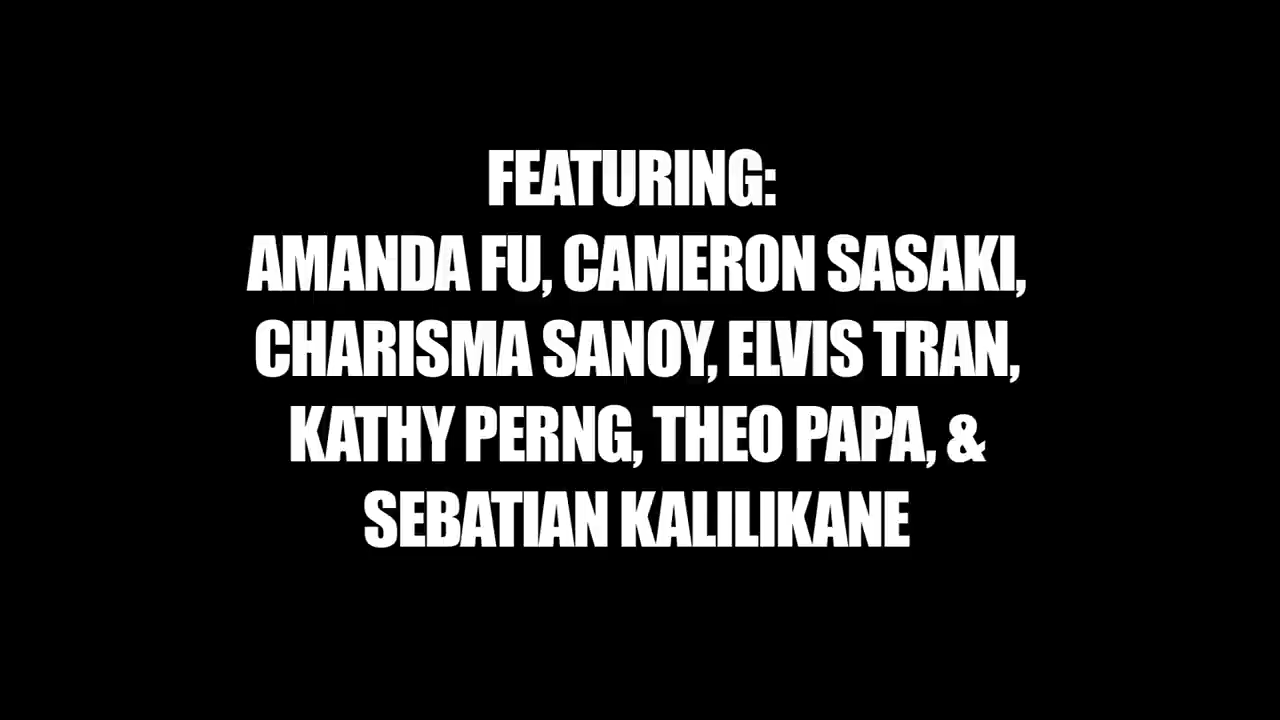 FEATURING:
AMANDA FU, CAMERON SASAKI,
CHARISMA SANOY, ELVIS TRAN,
KATHY PERNG, THEO PAPA, &
SEBATIAN KALILIKANE